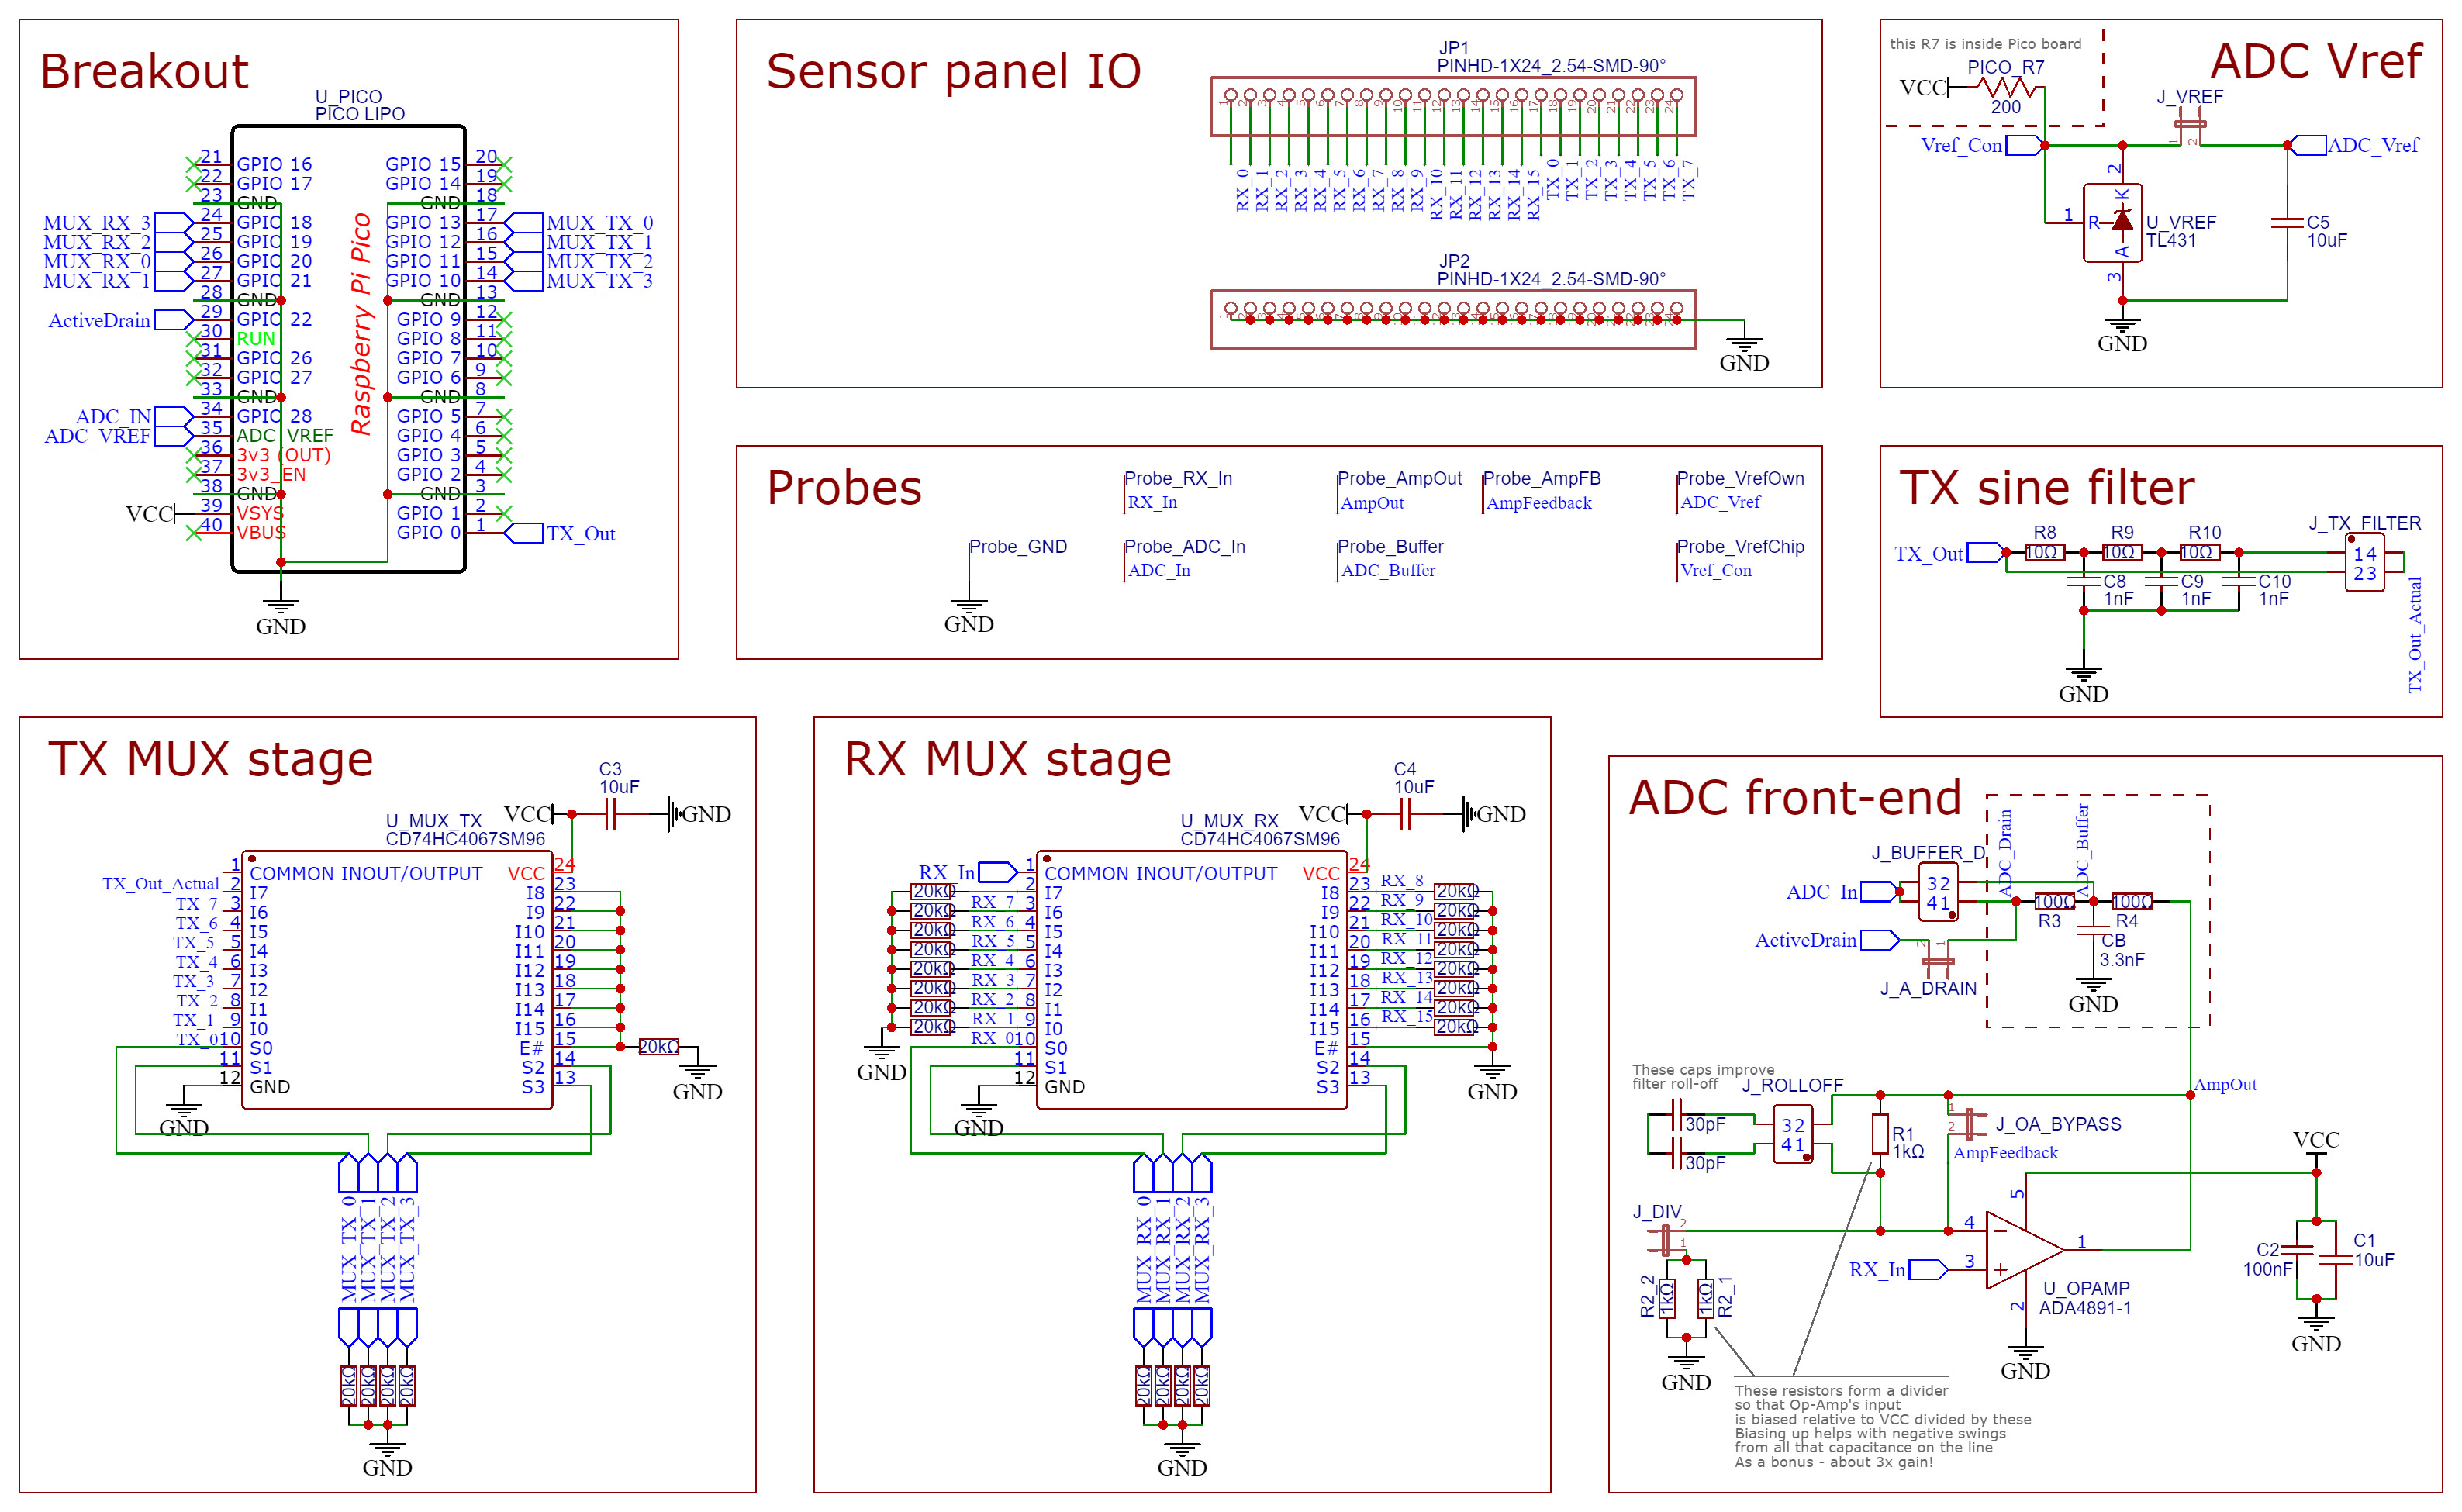 Breakout
U_PICO
PICO LIPO
Raspberry Pi Pico
21 GPIO 16
22 GPIO 17
23 GND
MUX_RX_3 24 GPIO 18
MUX_RX_2 25 GPIO 19
MUX_RX_0 26 GPIO 20
MUX_RX_1 27 GPIO 21
28 GND
ActiveDrain 29 GPIO 22
30 RUN
31 GPIO 26
32 GPIO 27
33 GND
ADC_IN 34 GPIO 28
ADC_VREF 35 ADC_VREF
36 3v3 (OUT)
37 3v3_EN
38 GND
VCC 39 VSYS
40 VBUS
GPIO 15 20
GPIO 14 19
GND 18
GPIO 13 17 MUX_TX_0
GPIO 12 16 MUX_TX_1
GPIO 11 15 MUX_TX_2
GPIO 10 14 MUX_TX_3
GND 13
GPIO 9 12
GPIO 8 11
GPIO 7 10
GPIO 6 9
GND 8
GPIO 5 7
GPIO 4 6
GPIO 3 5
GPIO 2 4
GND 3
GPIO 1 2
GPIO 0 1 TX_Out
GND
Sensor panel IO
JP1
PINHD-1X24_2.54-SMD-90°
1 2 3 4 5 6 7 8 9 10 11 12 13 14 15 16 17 18 19 20 21 22 23 24
RX_0
RX_1
RX_2
RX_3
RX_4
RX_5
RX_6
RX_7
RX_8
RX_9
RX_10
RX_11
RX_12
RX_13
RX_14
RX_15
TX_0
TX_1
TX_2
TX_3
TX_4
TX_5
TX_6
TX_7
JP2
PINHD-1X24_2.54-SMD-90°
GND
ADC Vref
this R7 is inside Pico board
PICO_R7
VCC
200
J_VREF
1 2
Vref_Con
ADC_Vref
2
K
1 R
A
3
U_VREF
TL431
C5
10uF
GND
Probes
Probe_RX_In
RX_In
Probe_AmpOut
AmpOut
Probe_AmpFB
AmpFeedback
Probe_VrefOwn
ADC_Vref
Probe_GND
GND
Probe_ADC_In
ADC_In
Probe_Buffer
ADC_Buffer
Probe_VrefChip
Vref_Con
TX sine filter
TX_Out
R8
10Ω
R9
10Ω
R10
10Ω
J_TX_FILTER
14
23
C8
1nF
C9
1nF
C10
1nF
TX_Out_Actual
GND
TX MUX stage
C3
10uF
VCC
GND
U_MUX_TX
CD74HC4067SM96
1 COMMON INOUT/OUTPUT
TX_Out_Actual 2 I7
TX_7 3 I6
TX_6 4 I5
TX_5 5 I4
TX_4 6 I3
TX_3 7 I2
TX_2 8 I1
TX_1 9 I0
TX_0 10 S0
11 S1
12 GND
VCC 24
I8 23
I9 22
I10 21
I11 20
I12 19
I13 18
I14 17
I15 16
E# 15
S2 14
S3 13
20kΩ
GND
GND
MUX_TX_0
MUX_TX_1
MUX_TX_2
MUX_TX_3
20kΩ
20kΩ
20kΩ
20kΩ
GND
RX MUX stage
C4
10uF
VCC
GND
U_MUX_RX
CD74HC4067SM96
RX_In 1 COMMON INOUT/OUTPUT
20kΩ 2 I7
20kΩ RX_7 3 I6
20kΩ RX_6 4 I5
20kΩ RX_5 5 I4
20kΩ RX_4 6 I3
20kΩ RX_3 7 I2
20kΩ RX_2 8 I1
20kΩ RX_1 9 I0
RX_0 10 S0
11 S1
12 GND
VCC 24
I8 23 RX_8 20kΩ
I9 22 RX_9 20kΩ
I10 21 RX_10 20kΩ
I11 20 RX_11 20kΩ
I12 19 RX_12 20kΩ
I13 18 RX_13 20kΩ
I14 17 RX_14 20kΩ
I15 16 RX_15 20kΩ
E# 15
S2 14
S3 13
GND
GND
GND
MUX_RX_0
MUX_RX_1
MUX_RX_2
MUX_RX_3
20kΩ
20kΩ
20kΩ
20kΩ
GND
ADC front-end
ADC_Drain
ADC_Buffer
J_BUFFER_D
ADC_In
32
41
100Ω
R3
100Ω
R4
ActiveDrain
2 1
J_A_DRAIN
CB
3.3nF
GND
These caps improve
filter roll-off
J_ROLLOFF
30pF
30pF
32
41
R1
1kΩ
1
2
J_OA_BYPASS
AmpOut
AmpFeedback
J_DIV
2
1
R2_2
1kΩ
1kΩ
R2_1
GND
RX_In
4
3
5
1
2
U_OPAMP
ADA4891-1
GND
VCC
C2
100nF
C1
10uF
GND
These resistors form a divider
so that Op-Amp's input
is biased relative to VCC divided by these
Biasing up helps with negative swings
from all that capacitance on the line
As a bonus - about 3x gain!